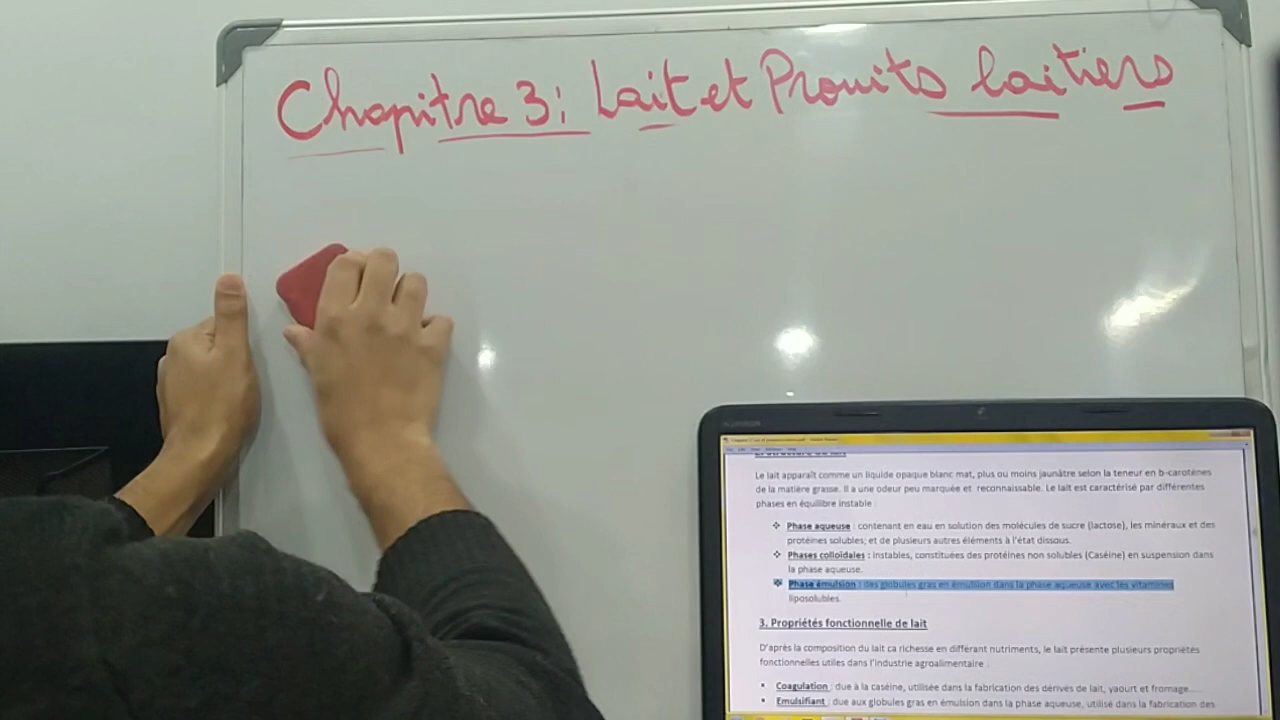 Chapitre 3: Lait et Prouits laitiers
Le lait apparaît comme un liquide opaque blanc mat, plus ou moins jaunâtre selon la teneur en b-carotènes
de la matière grasse. Il a une odeur peu marquée et reconnaissable. Le lait est caractérisé par différentes
phases en équilibre instable :
❖ Phase aqueuse : contenant en eau en solution des molécules de sucre (lactose), les minéraux et des
protéines solubles; et de plusieurs autres éléments à l'état dissous.
❖ Phases colloïdales : instables, constituées des protéines non solubles (Caséine) en suspension dans
la phase aqueuse.
❖ Phase émulsion : des globules gras en émulsion dans la phase aqueuse avec les vitamines
liposolubles.
3. Propriétés fonctionnelle de lait
D'après la composition du lait ca richesse en différant nutriments, le lait présente plusieurs propriétés
fonctionnelles utiles dans l'industrie agroalimentaire :
▪ Coagulation : due à la caséine, utilisée dans la fabrication des dérivés de lait, yaourt et fromage.....
▪ Emulsifiant : due aux globules gras en émulsion dans la phase aqueuse, utilisé dans la fabrication des